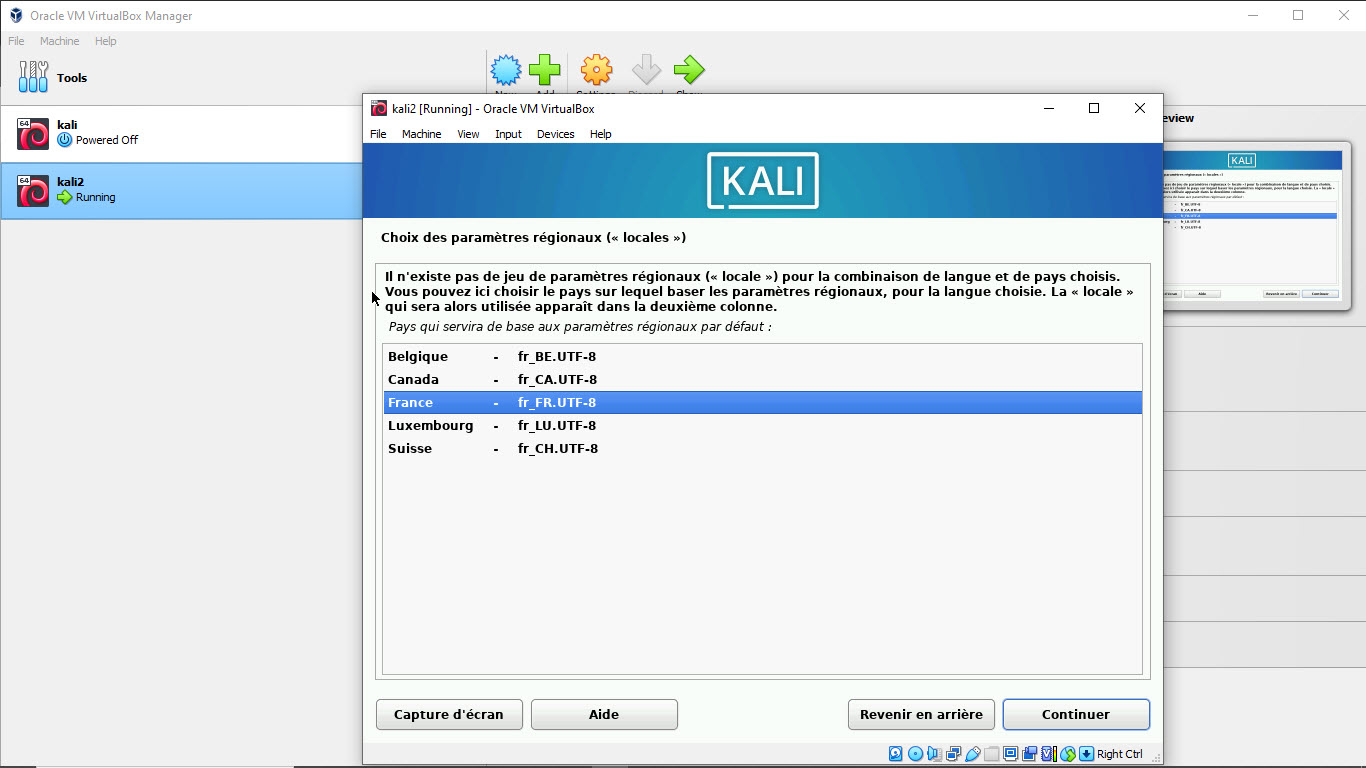 Oracle VM VirtualBox Manager
File Machine Help
Tools
kali
Powered Off
kali2
Running
kali2 [Running] - Oracle VM VirtualBox
File Machine View Input Devices Help
KALI
Choix des paramètres régionaux (« locales »)
Il n'existe pas de jeu de paramètres régionaux (« locale ») pour la combinaison de langue et de pays choisis.
Vous pouvez ici choisir le pays sur lequel baser les paramètres régionaux, pour la langue choisie. La « locale »
qui sera alors utilisée apparaît dans la deuxième colonne.
Pays qui servira de base aux paramètres régionaux par défaut :
Belgique - fr_BE.UTF-8
Canada - fr_CA.UTF-8
France - fr_FR.UTF-8
Luxembourg - fr_LU.UTF-8
Suisse - fr_CH.UTF-8
Capture d'écran
Aide
Revenir en arrière
Continuer
Right Ctrl
eview
KALI